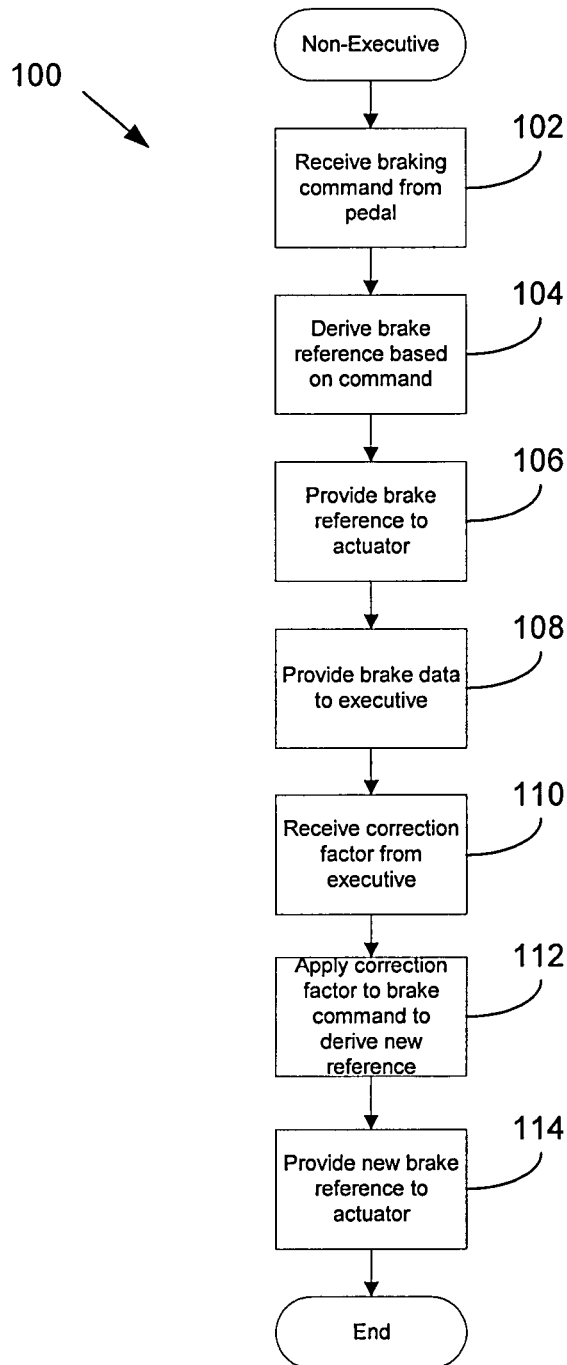 Non-Executive
100
102
Receive braking
command from
pedal
104
Derive brake
reference based
on command
106
Provide brake
reference to
actuator
108
Provide brake data
to executive
110
Receive correction
factor from
executive
112
Apply correction
factor to brake
command to
derive new
reference
114
Provide new brake
reference to
actuator
End